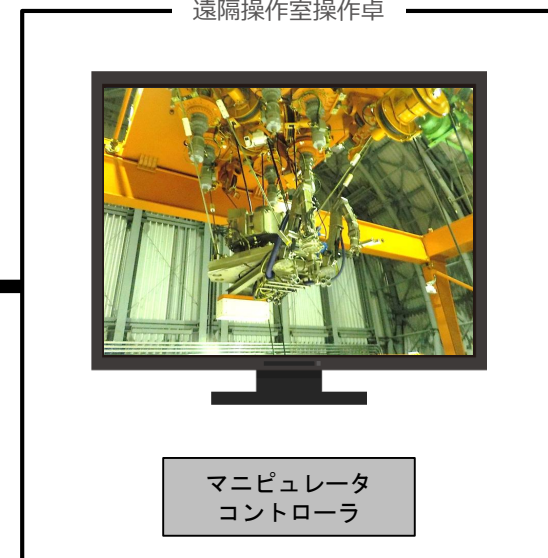 遠隔操作室操作卓
マニピュレータ
コントローラ